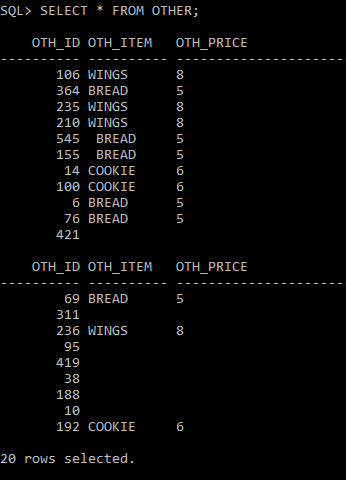 SQL> SELECT * FROM OTHER;

    OTH_ID OTH_ITEM   OTH_PRICE
---------- ---------- ---------------------
       106 WINGS      8
       364 BREAD      5
       235 WINGS      8
       210 WINGS      8
       545  BREAD     5
       155  BREAD     5
        14 COOKIE     6
       100 COOKIE     6
         6 BREAD      5
        76 BREAD      5
       421

    OTH_ID OTH_ITEM   OTH_PRICE
---------- ---------- ---------------------
        69 BREAD      5
       311
       236 WINGS      8
        95
       419
        38
       188
        10
       192 COOKIE     6

20 rows selected.